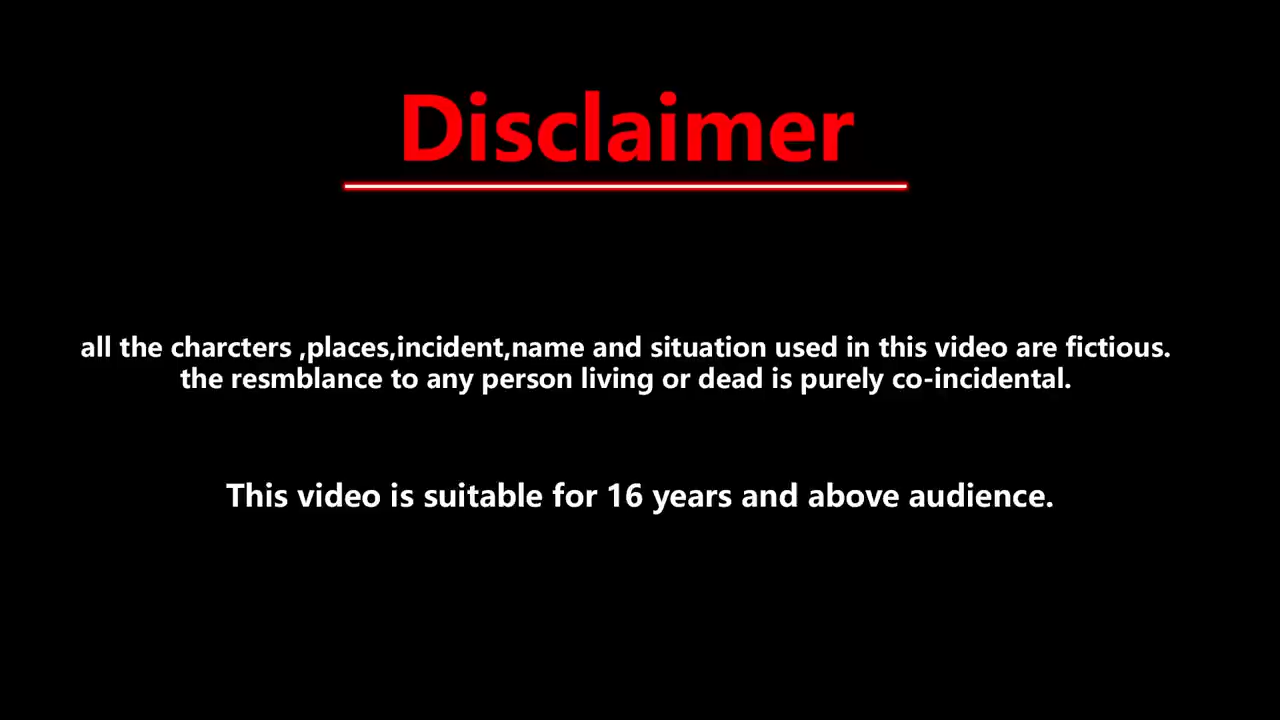 Disclaimer
all the charcters ,places,incident,name and situation used in this video are fictious.
the resmblance to any person living or dead is purely co-incidental.
This video is suitable for 16 years and above audience.